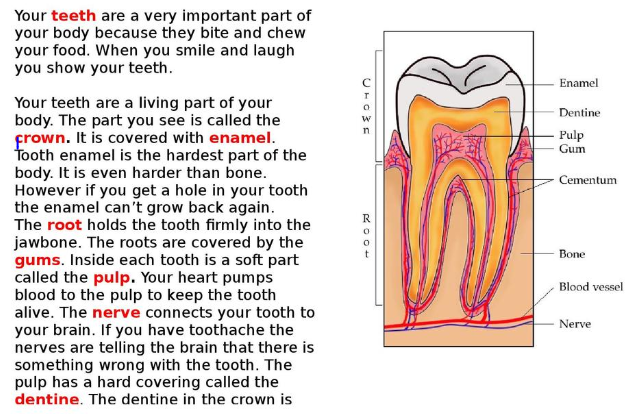 Your teeth are a very important part of
your body because they bite and chew
your food. When you smile and laugh
you show your teeth.
Your teeth are a living part of your
body. The part you see is called the
crown. It is covered with enamel.
Tooth enamel is the hardest part of the
body. It is even harder than bone.
However if you get a hole in your tooth
the enamel can’t grow back again.
The root holds the tooth firmly into the
jawbone. The roots are covered by the
gums. Inside each tooth is a soft part
called the pulp. Your heart pumps
blood to the pulp to keep the tooth
alive. The nerve connects your tooth to
your brain. If you have toothache the
nerves are telling the brain that there is
something wrong with the tooth. The
pulp has a hard covering called the
dentine. The dentine in the crown is
Crown
Root
Enamel
Dentine
Pulp
Gum
Cementum
Bone
Blood vessel
Nerve